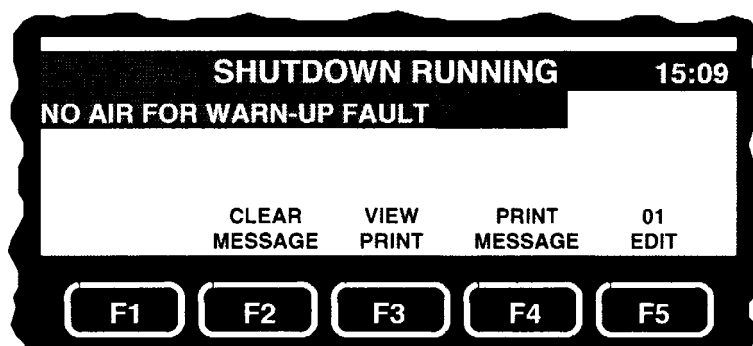 SHUTDOWN RUNNING 15:09
NO AIR FOR WARN-UP FAULT
CLEAR VIEW PRINT 01
MESSAGE PRINT MESSAGE EDIT
F1 F2 F3 F4 F5